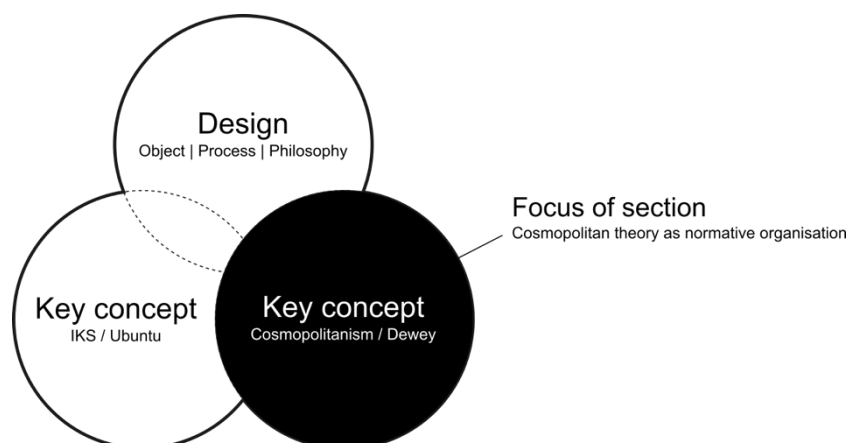 Design
Object | Process | Philosophy
Focus of section
Cosmopolitan theory as normative organisation
Key concept
IKS / Ubuntu
Key concept
Cosmopolitanism / Dewey